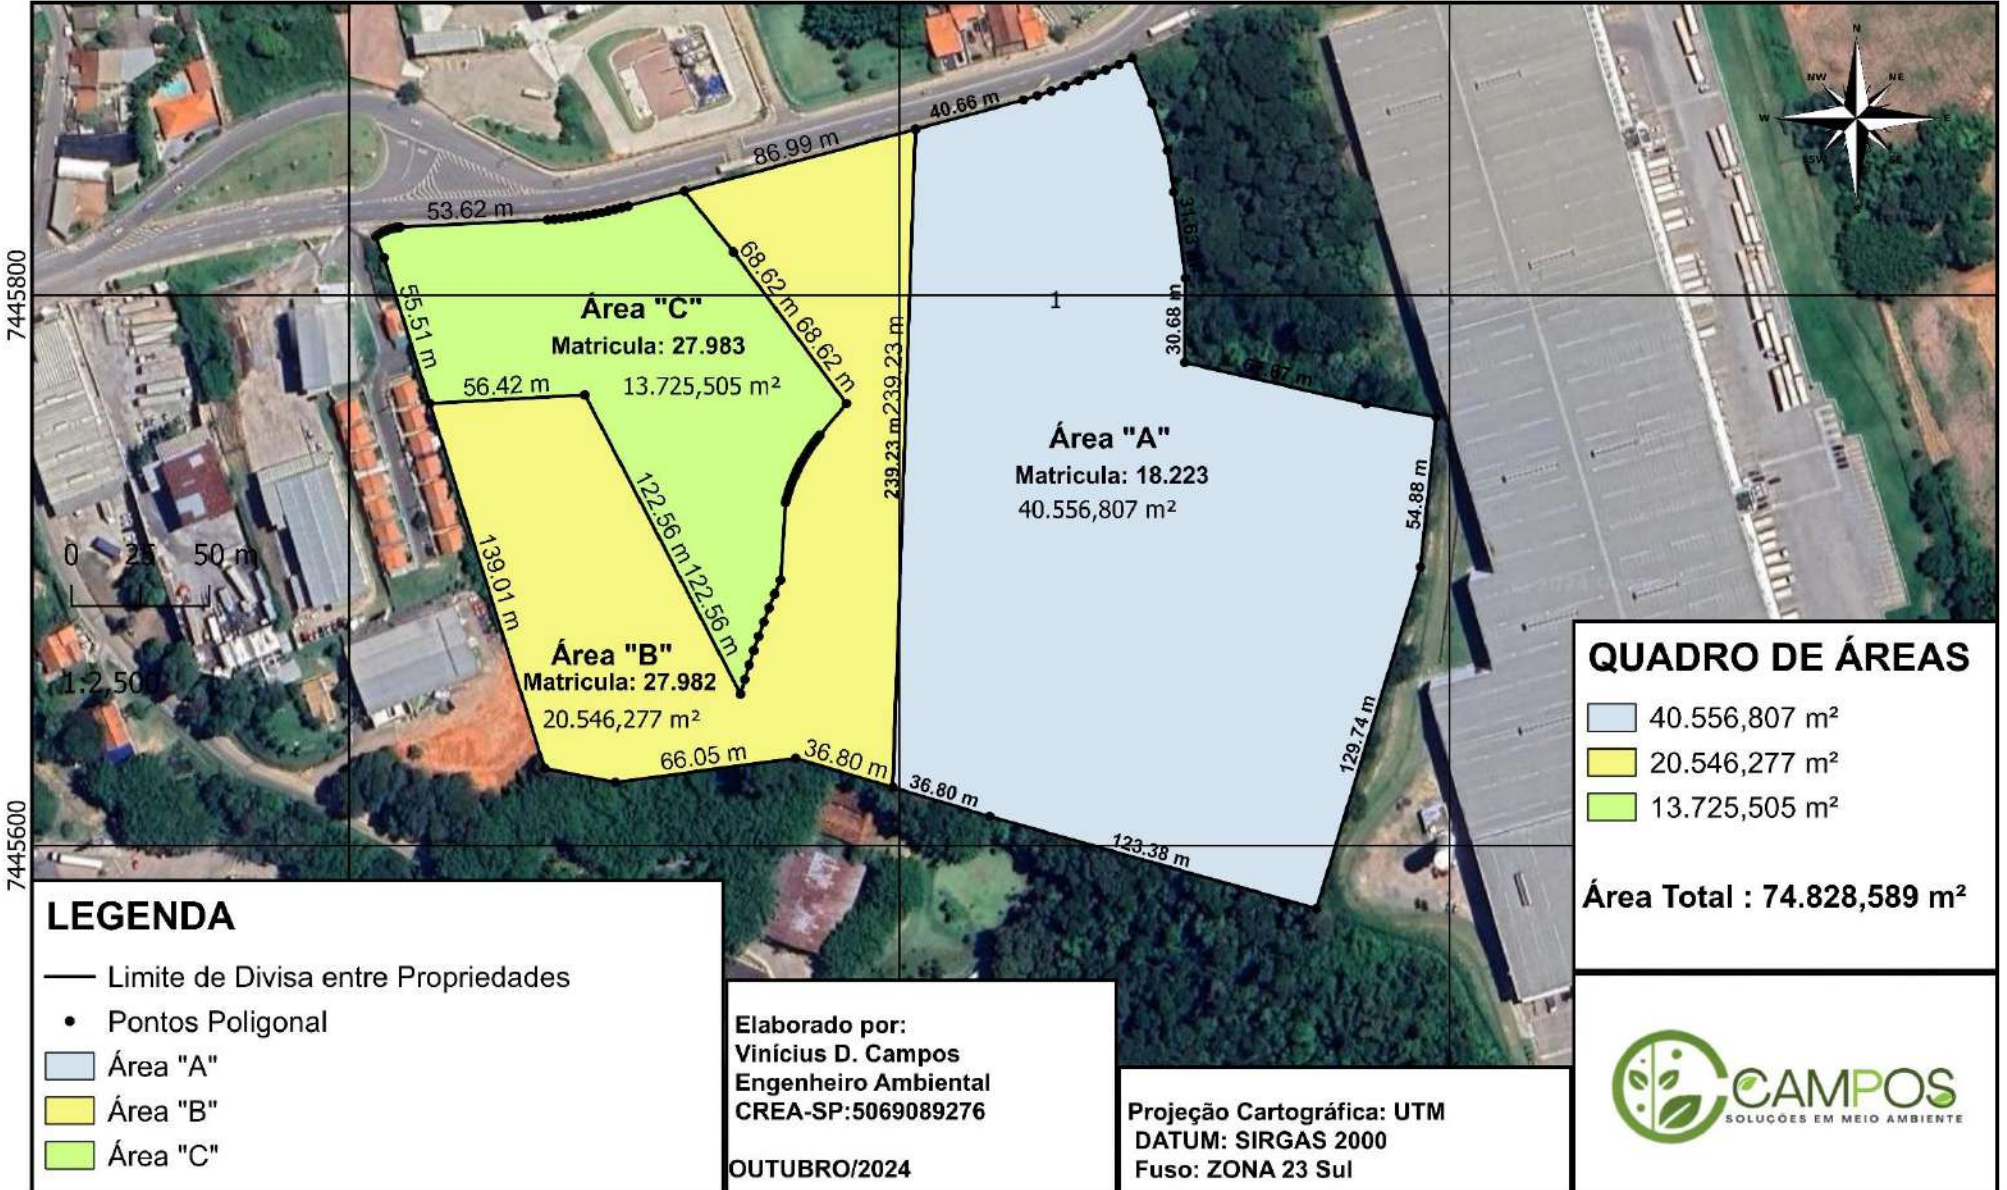 N
NW
NE
W
E
SW
SE
S
40.66 m
86.99 m
53.62 m
31.63 m
68.62 m
68.62 m
55.51 m
7445800
1
30.68 m
Área "C"
Matricula: 27.983
13.725,505 m²
56.42 m
239.23 m
239.23 m
Área "A"
Matricula: 18.223
40.556,807 m²
54.88 m
122.56 m
122.56 m
139.01 m
0 25 50 m
1:2,500
Área "B"
Matricula: 27.982
20.546,277 m²
66.05 m
36.80 m
36.80 m
129.74 m
123.38 m
7445600
QUADRO DE ÁREAS
40.556,807 m²
20.546,277 m²
13.725,505 m²
Área Total : 74.828,589 m²
LEGENDA
Limite de Divisa entre Propriedades
Pontos Poligonal
Área "A"
Área "B"
Área "C"
Elaborado por:
Vinícius D. Campos
Engenheiro Ambiental
CREA-SP:5069089276
OUTUBRO/2024
Projeção Cartográfica: UTM
DATUM: SIRGAS 2000
Fuso: ZONA 23 Sul
CAMPOS
SOLUÇÕES EM MEIO AMBIENTE